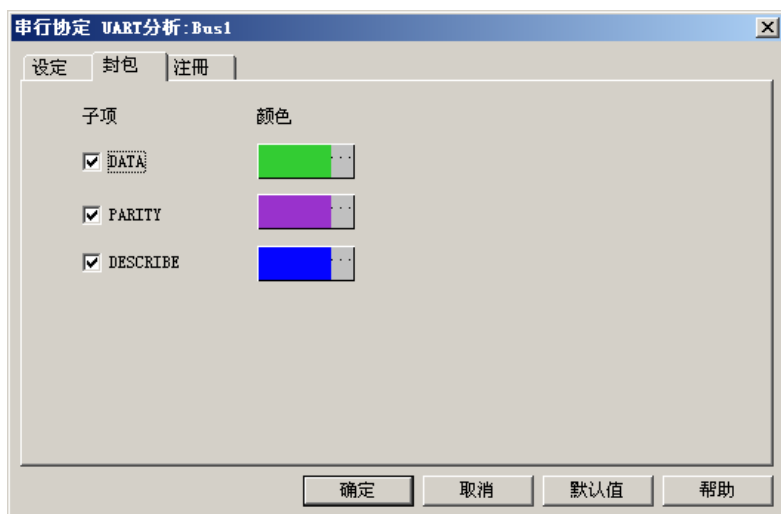 串行协定 UART分析:Bus1
设定 封包 注册
子项 颜色
DATA ...
PARITY ...
DESCRIBE ...
确定 取消 默认值 帮助